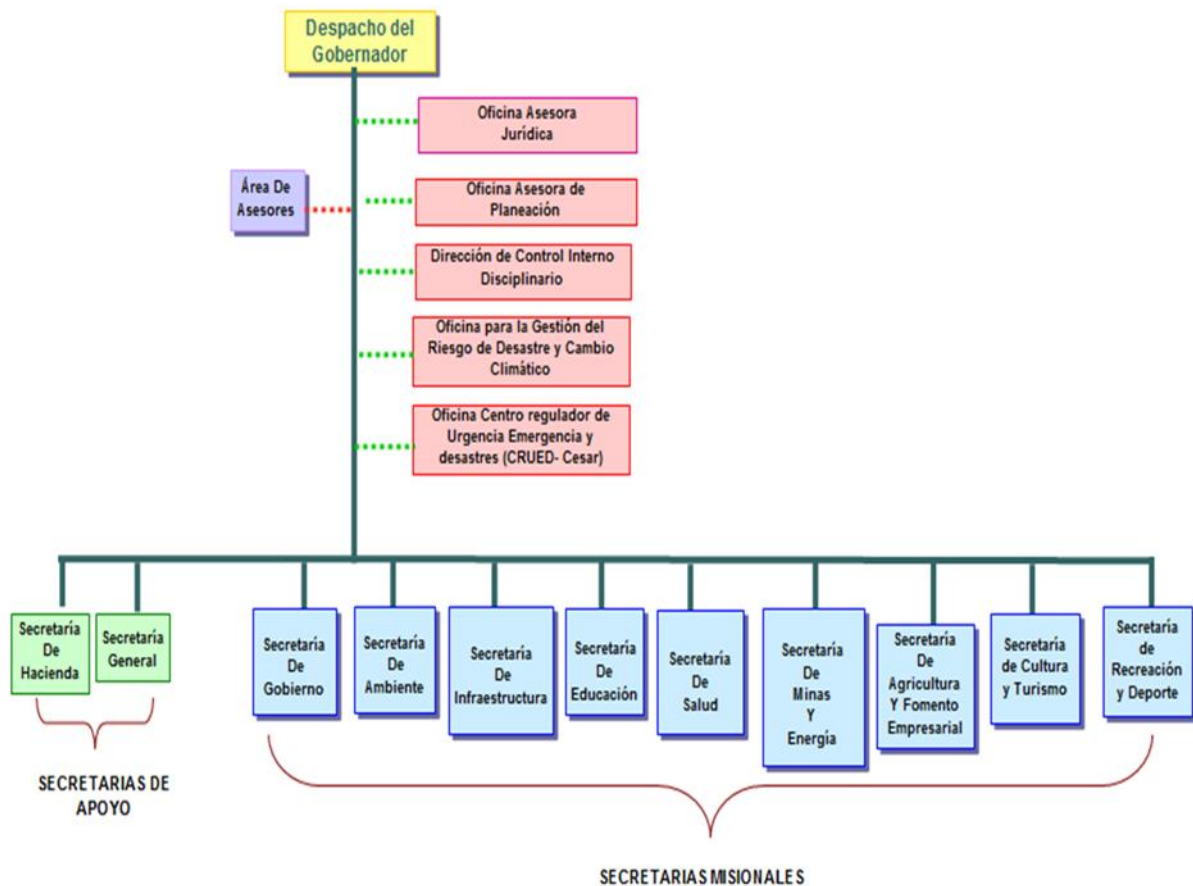 Despacho del
Gobernador
Oficina Asesora
Jurídica
Área De
Asesores
Oficina Asesora de
Planeación
Dirección de Control Interno
Disciplinario
Oficina para la Gestión del
Riesgo de Desastre y Cambio
Climático
Oficina Centro regulador de
Urgencia Emergencia y
desastres (CRUED- Cesar)
Secretaría
De
Hacienda
Secretaría
General
Secretaría
De
Gobierno
Secretaría
De
Ambiente
Secretaría
De
Infraestructura
Secretaría
De
Educación
Secretaría
De
Salud
Secretaría
De
Minas
Y
Energía
Secretaría
De
Agricultura
Y Fomento
Empresarial
Secretaría
de Cultura
y Turismo
Secretaría
de
Recreación
y Deporte
SECRETARIAS DE
APOYO
SECRETARIAS MISIONALES